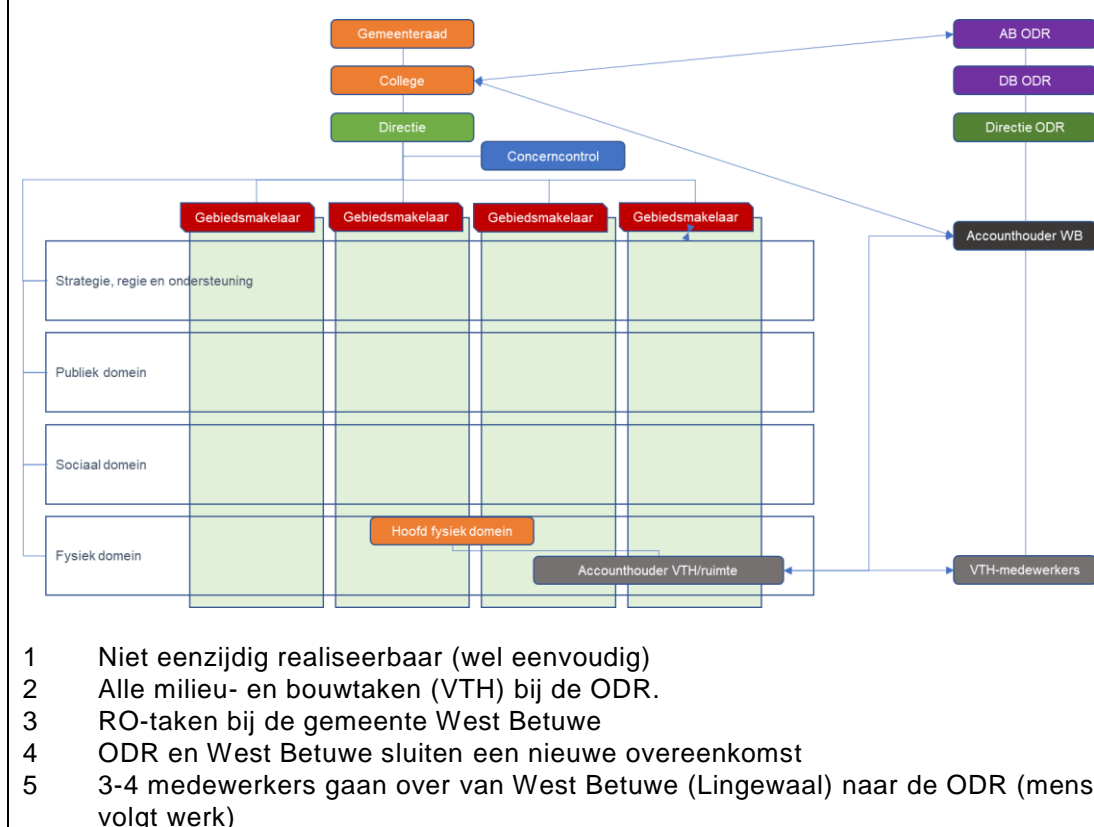 Gemeenteraad
AB ODR
College
DB ODR
Directie
Directie ODR
Concerncontrol
Gebiedsmakelaar
Gebiedsmakelaar
Gebiedsmakelaar
Gebiedsmakelaar
Accounthouder WB
Strategie, regie en ondersteuning
Publiek domein
Sociaal domein
Hoofd fysiek domein
Fysiek domein
Accounthouder VTH/ruimte
VTH-medewerkers
1 Niet eenzijdig realiseerbaar (wel eenvoudig)
2 Alle milieu- en bouwtaken (VTH) bij de ODR.
3 RO-taken bij de gemeente West Betuwe
4 ODR en West Betuwe sluiten een nieuwe overeenkomst
5 3-4 medewerkers gaan over van West Betuwe (Lingewaal) naar de ODR (mens
volgt werk)